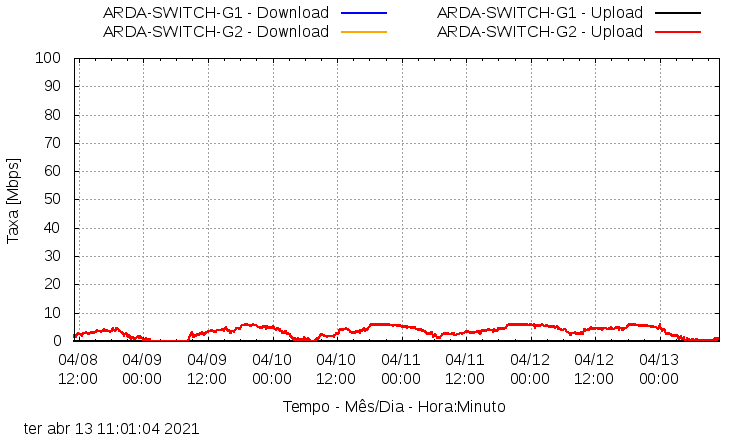 ARDA-SWITCH-G1 - Download ARDA-SWITCH-G1 - Upload
ARDA-SWITCH-G2 - Download ARDA-SWITCH-G2 - Upload
100
90
80
70
60
50
40
30
20
10
0
Taxa [Mbps]
04/08 04/09 04/09 04/10 04/10 04/11 04/11 04/12 04/12 04/13
12:00 00:00 12:00 00:00 12:00 00:00 12:00 00:00 12:00 00:00
Tempo - Mês/Dia - Hora:Minuto
ter abr 13 11:01:04 2021